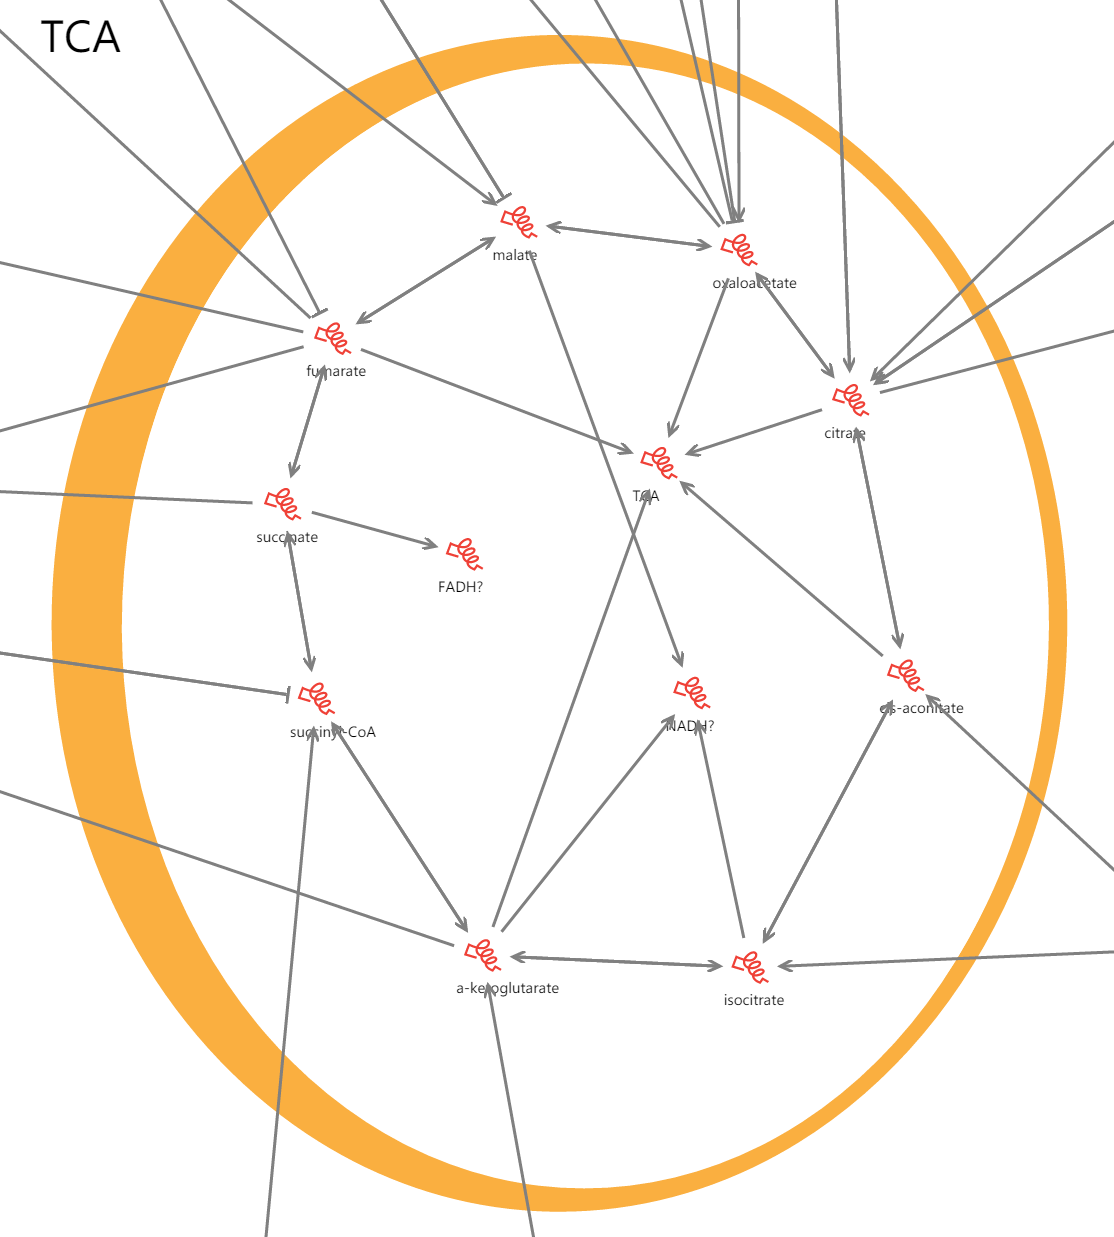 TCA
malate
oxaloacetate
fumarate
citrate
TCA
succinate
FADH?
succinyl-CoA
NADH?
cis-aconitate
a-ketoglutarate
isocitrate